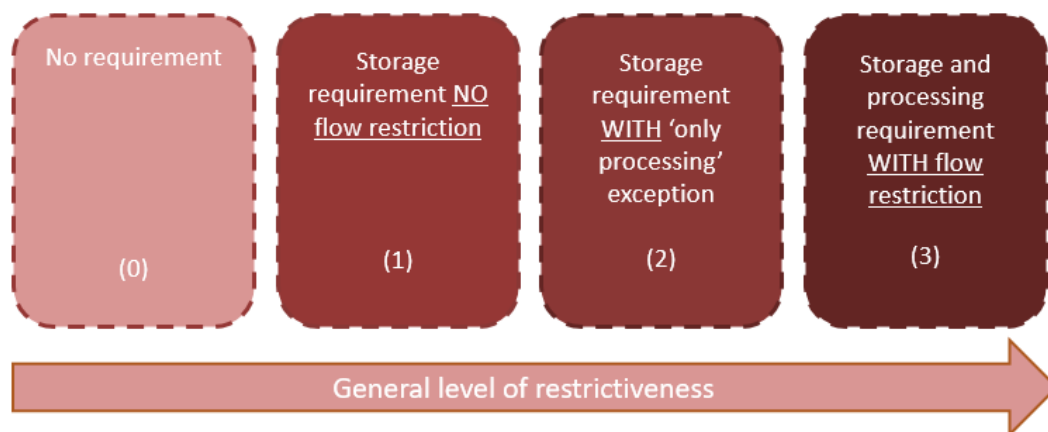 No requirement
(0)
Storage
requirement NO
flow restriction
(1)
Storage
requirement
WITH ‘only
processing’
exception
(2)
Storage and
processing
requirement
WITH flow
restriction
(3)
General level of restrictiveness